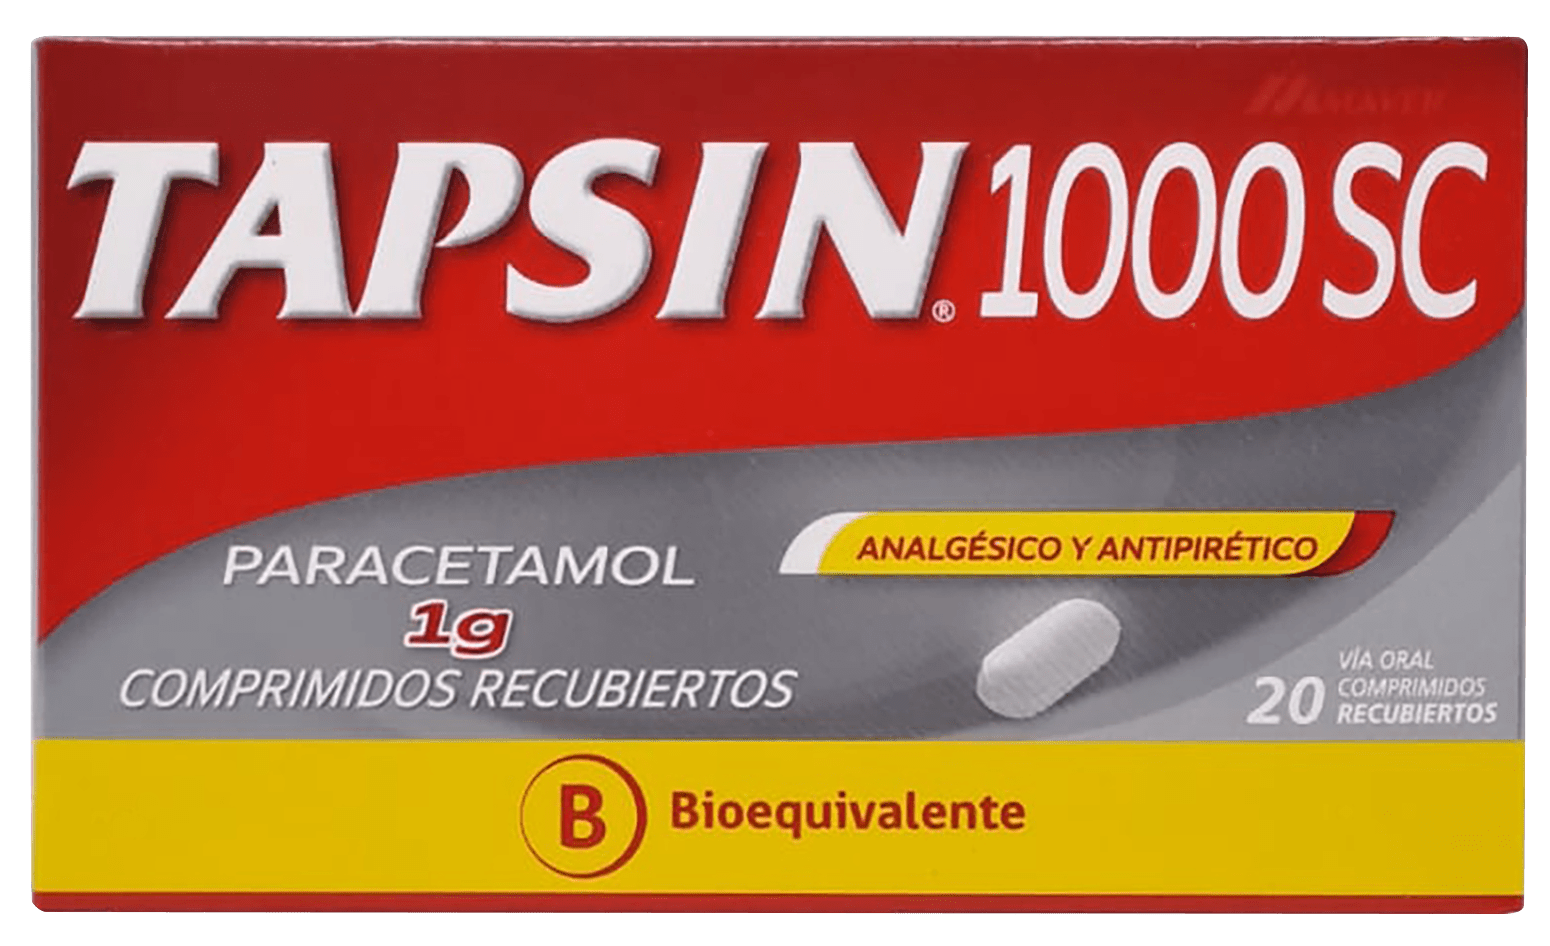 TAPSIN® 1000 SC
PARACETAMOL
1g
COMPRIMIDOS RECUBIERTOS
ANALGÉSICO Y ANTIPIRÉTICO
VÍA ORAL
20 COMPRIMIDOS
RECUBIERTOS
B Bioequivalente